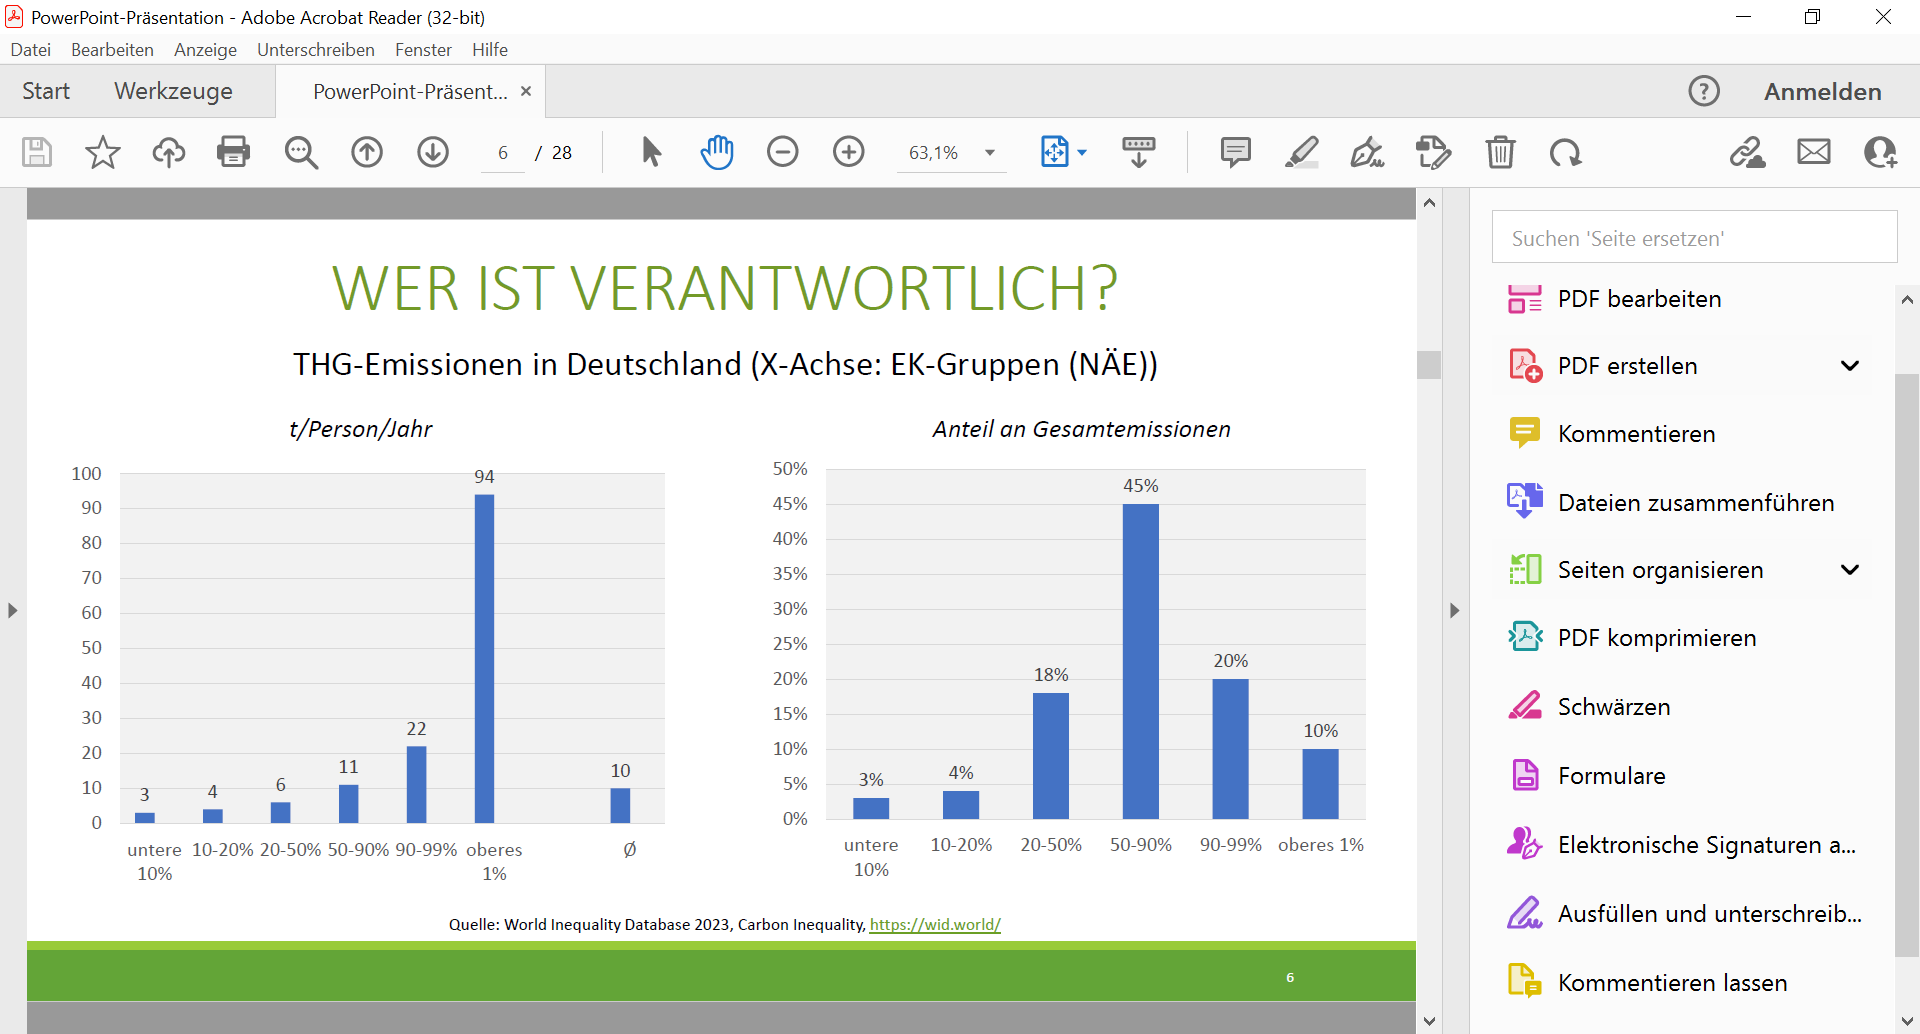 PowerPoint-Präsentation - Adobe Acrobat Reader (32-bit)
Datei Bearbeiten Anzeige Unterschreiben Fenster Hilfe
Start Werkzeuge PowerPoint-Präsent... × ? Anmelden
6 / 28 63,1%
WER IST VERANTWORTLICH?
THG-Emissionen in Deutschland (X-Achse: EK-Gruppen (NÄE))
t/Person/Jahr
100
90
80
70
60
50
40
30
20
10
0
3 4 6 11 22 94 10
untere 10% 10-20% 20-50% 50-90% 90-99% oberes 1% Ø
Anteil an Gesamtemissionen
50%
45%
40%
35%
30%
25%
20%
15%
10%
5%
0%
3% 4% 18% 45% 20% 10%
untere 10% 10-20% 20-50% 50-90% 90-99% oberes 1%
Quelle: World Inequality Database 2023, Carbon Inequality, https://wid.world/
6
Suchen 'Seite ersetzen'
PDF bearbeiten
PDF erstellen
Kommentieren
Dateien zusammenführen
Seiten organisieren
PDF komprimieren
Schwärzen
Formulare
Elektronische Signaturen a...
Ausfüllen und unterschreib...
Kommentieren lassen